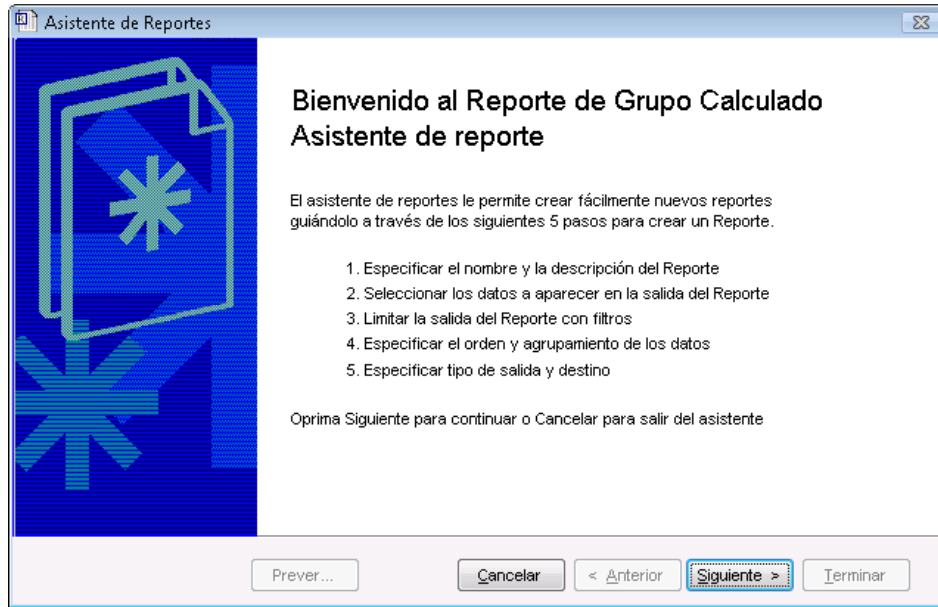 Asistente de Reportes
Bienvenido al Reporte de Grupo Calculado
Asistente de reporte
El asistente de reportes le permite crear fácilmente nuevos reportes
guiándolo a través de los siguientes 5 pasos para crear un Reporte.
1. Especificar el nombre y la descripción del Reporte
2. Seleccionar los datos a aparecer en la salida del Reporte
3. Limitar la salida del Reporte con filtros
4. Especificar el orden y agrupamiento de los datos
5. Especificar tipo de salida y destino
Oprima Siguiente para continuar o Cancelar para salir del asistente
Prever... Cancelar < Anterior Siguiente > Terminar